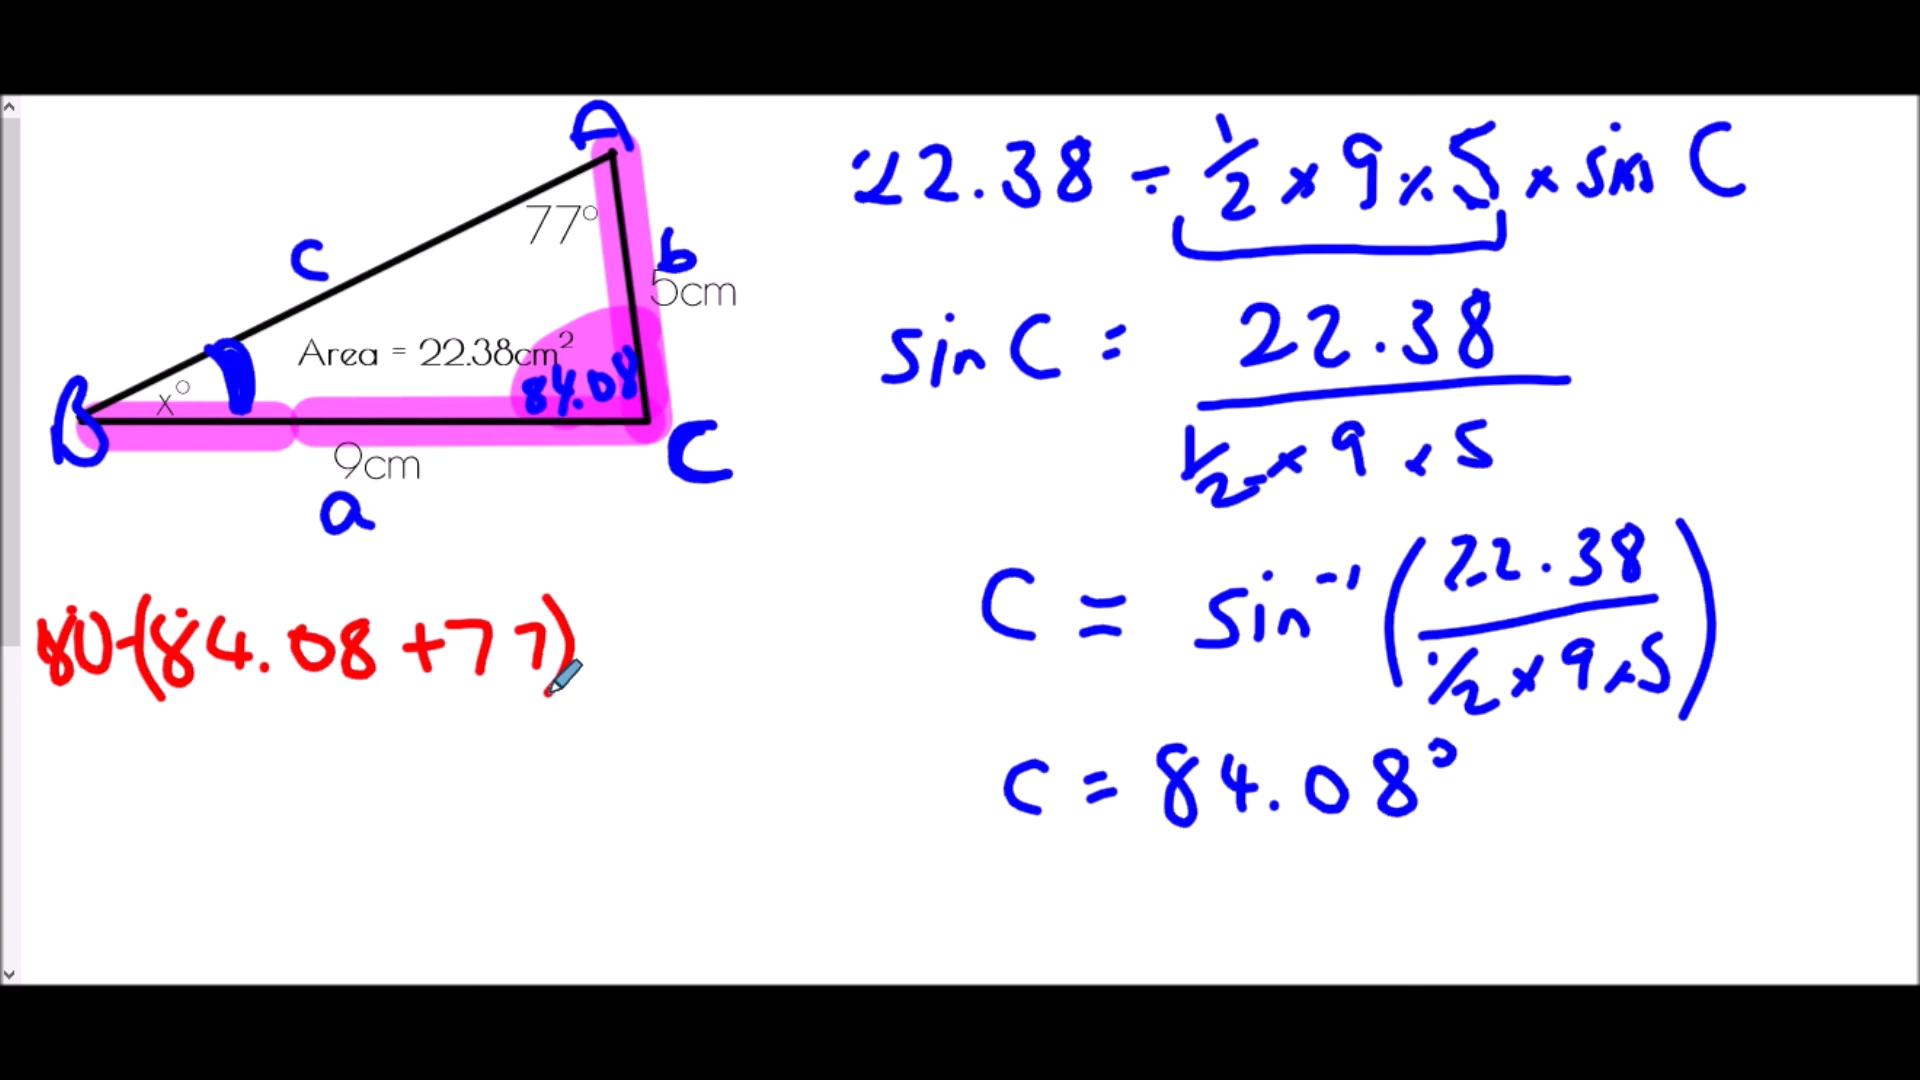 A
77°
c
b
5cm
Area = 22.38cm²
84.08
x°
B
C
9cm
a
80-(84.08+77)
22.38 = 1/2 × 9 × 5 × sin C
sin C = 22.38
1/2 × 9 × 5
C = sin⁻¹ (22.38
1/2 × 9 × 5)
C = 84.08°